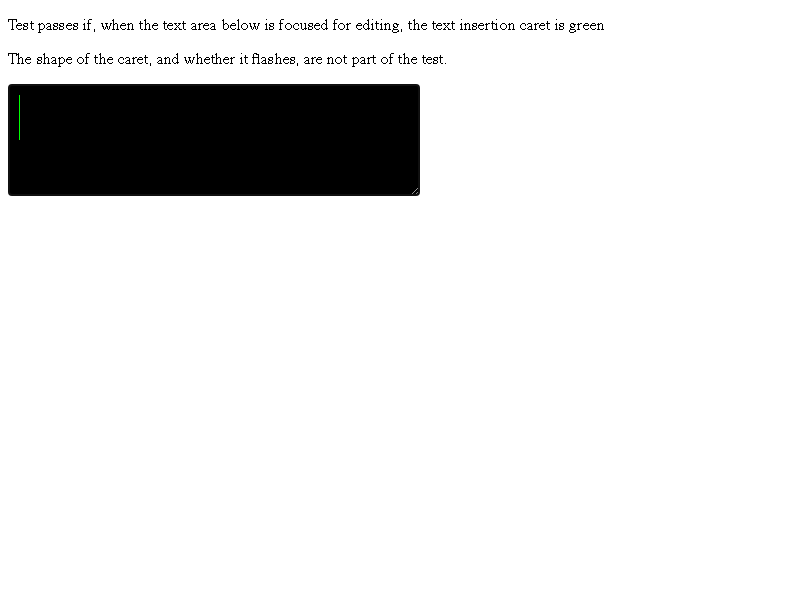 Test passes if, when the text area below is focused for editing, the text insertion caret is green
The shape of the caret, and whether it flashes, are not part of the test.